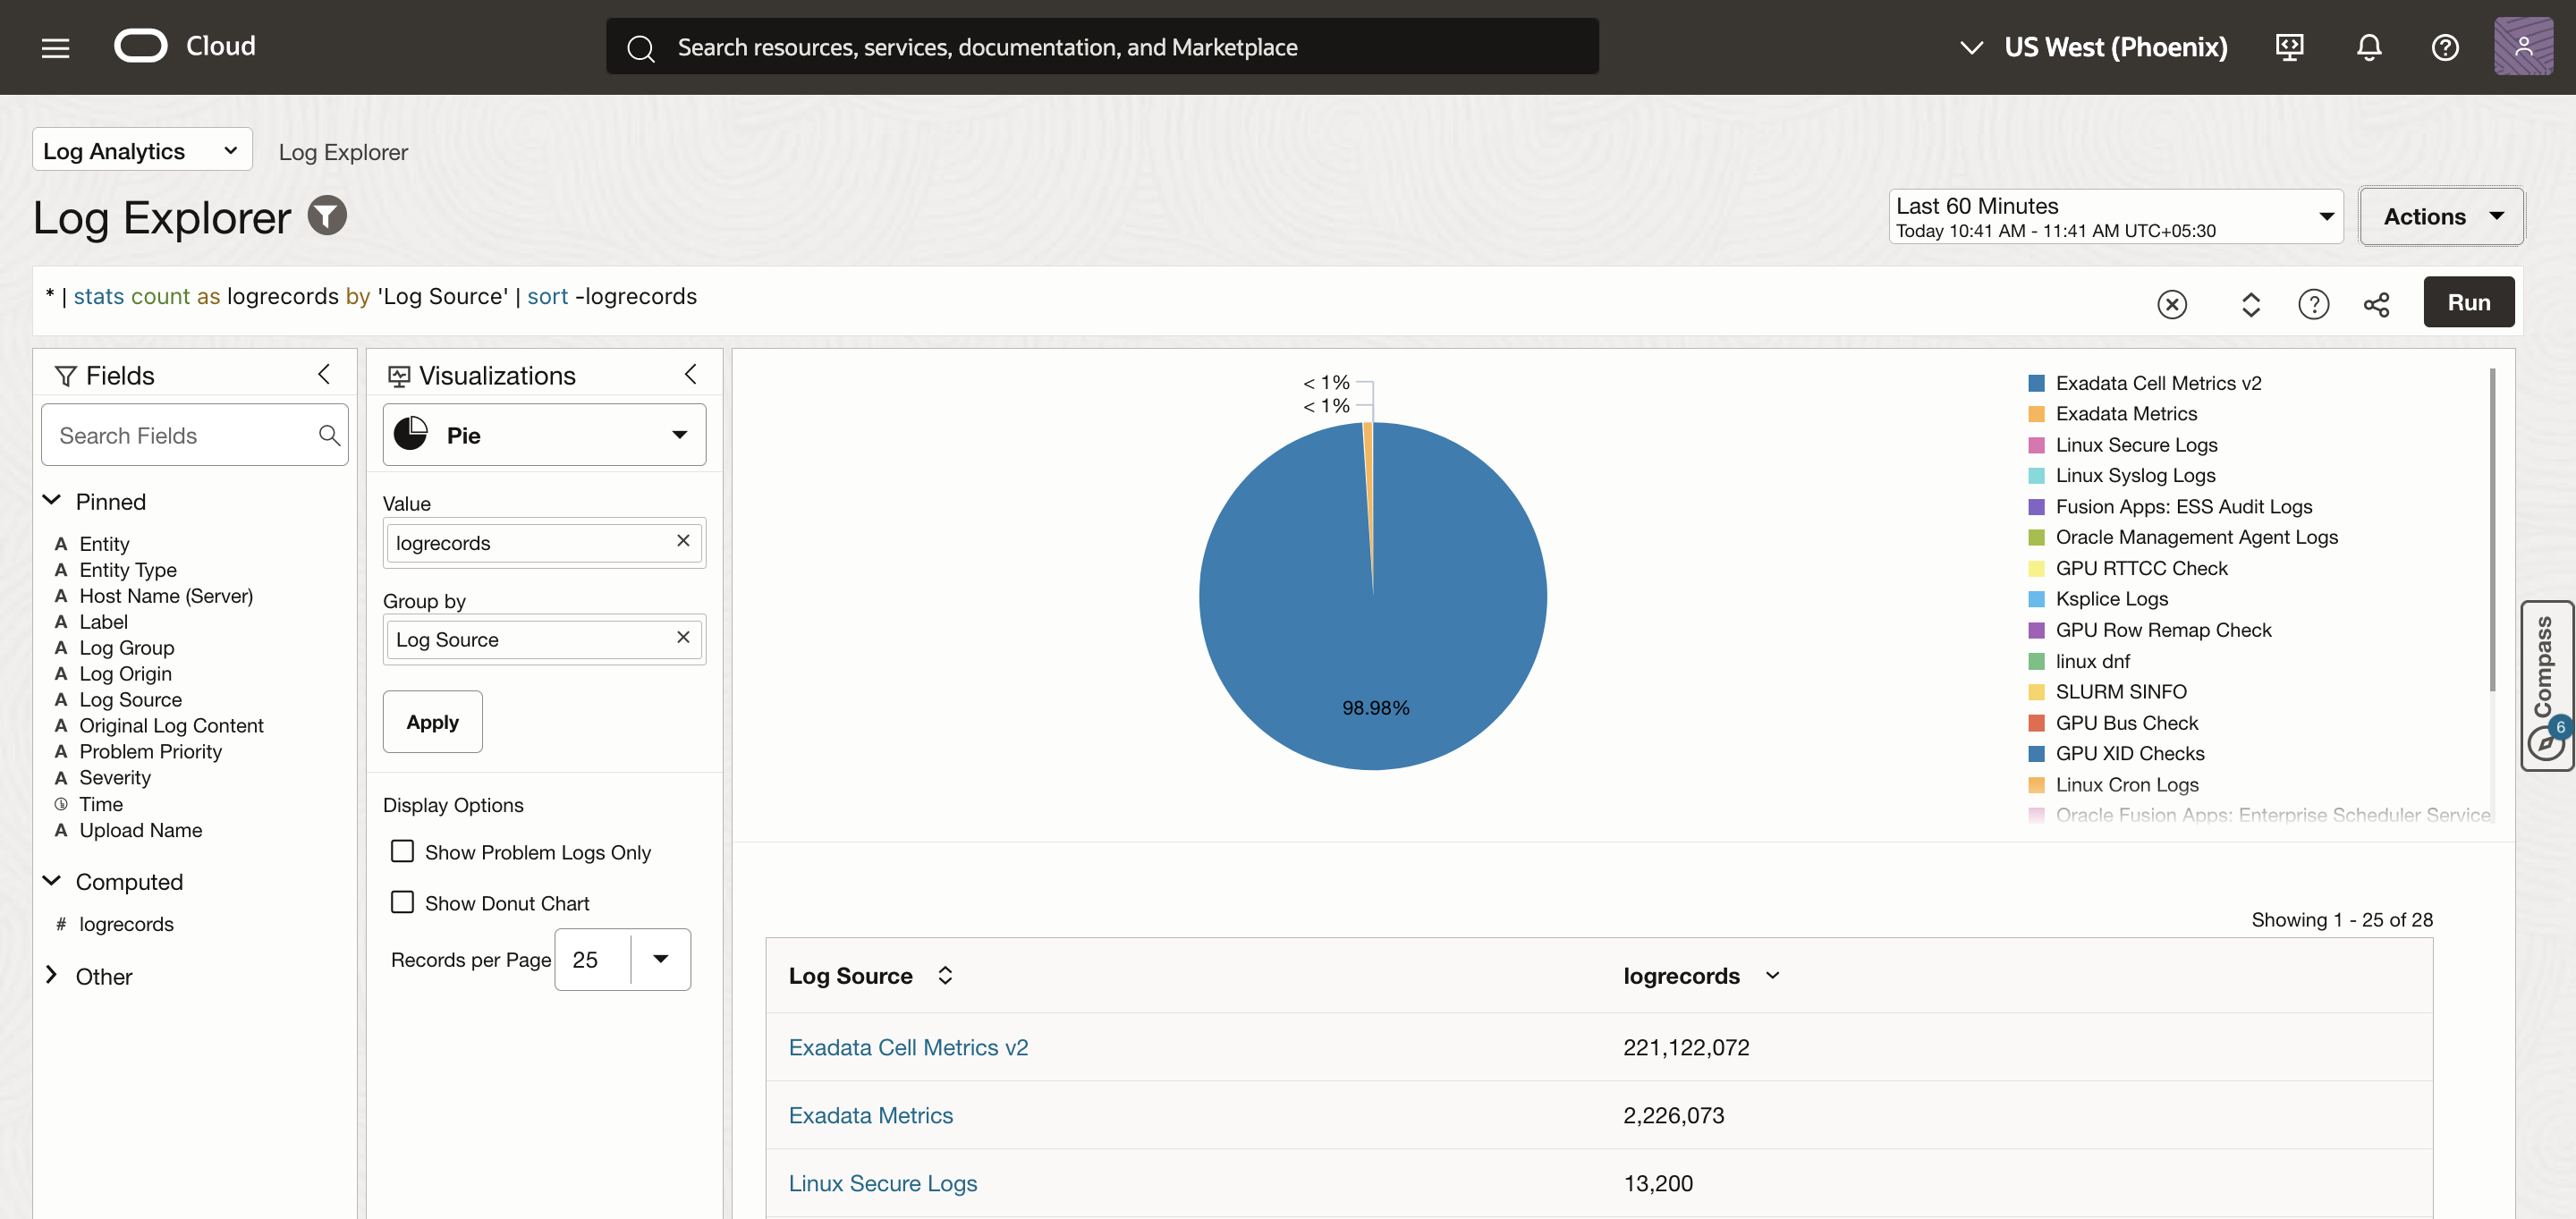 Cloud
Search resources, services, documentation, and Marketplace
US West (Phoenix)
Log Analytics
Log Explorer
Log Explorer
Last 60 Minutes
Today 10:41 AM - 11:41 AM UTC+05:30
Actions
* | stats count as logrecords by 'Log Source' | sort -logrecords
Run
Fields
Search Fields
Pinned
A Entity
A Entity Type
A Host Name (Server)
A Label
A Log Group
A Log Origin
A Log Source
A Original Log Content
A Problem Priority
A Severity
Time
A Upload Name
Computed
# logrecords
Other
Visualizations
Pie
Value
logrecords
Group by
Log Source
Apply
Display Options
Show Problem Logs Only
Show Donut Chart
Records per Page 25
< 1%
< 1%
98.98%
Exadata Cell Metrics v2
Exadata Metrics
Linux Secure Logs
Linux Syslog Logs
Fusion Apps: ESS Audit Logs
Oracle Management Agent Logs
GPU RTTCC Check
Ksplice Logs
GPU Row Remap Check
linux dnf
SLURM SINFO
GPU Bus Check
GPU XID Checks
Linux Cron Logs
Oracle Fusion Apps: Enterprise Scheduler Service
Compass
6
Showing 1 - 25 of 28
Log Source logrecords
Exadata Cell Metrics v2 221,122,072
Exadata Metrics 2,226,073
Linux Secure Logs 13,200